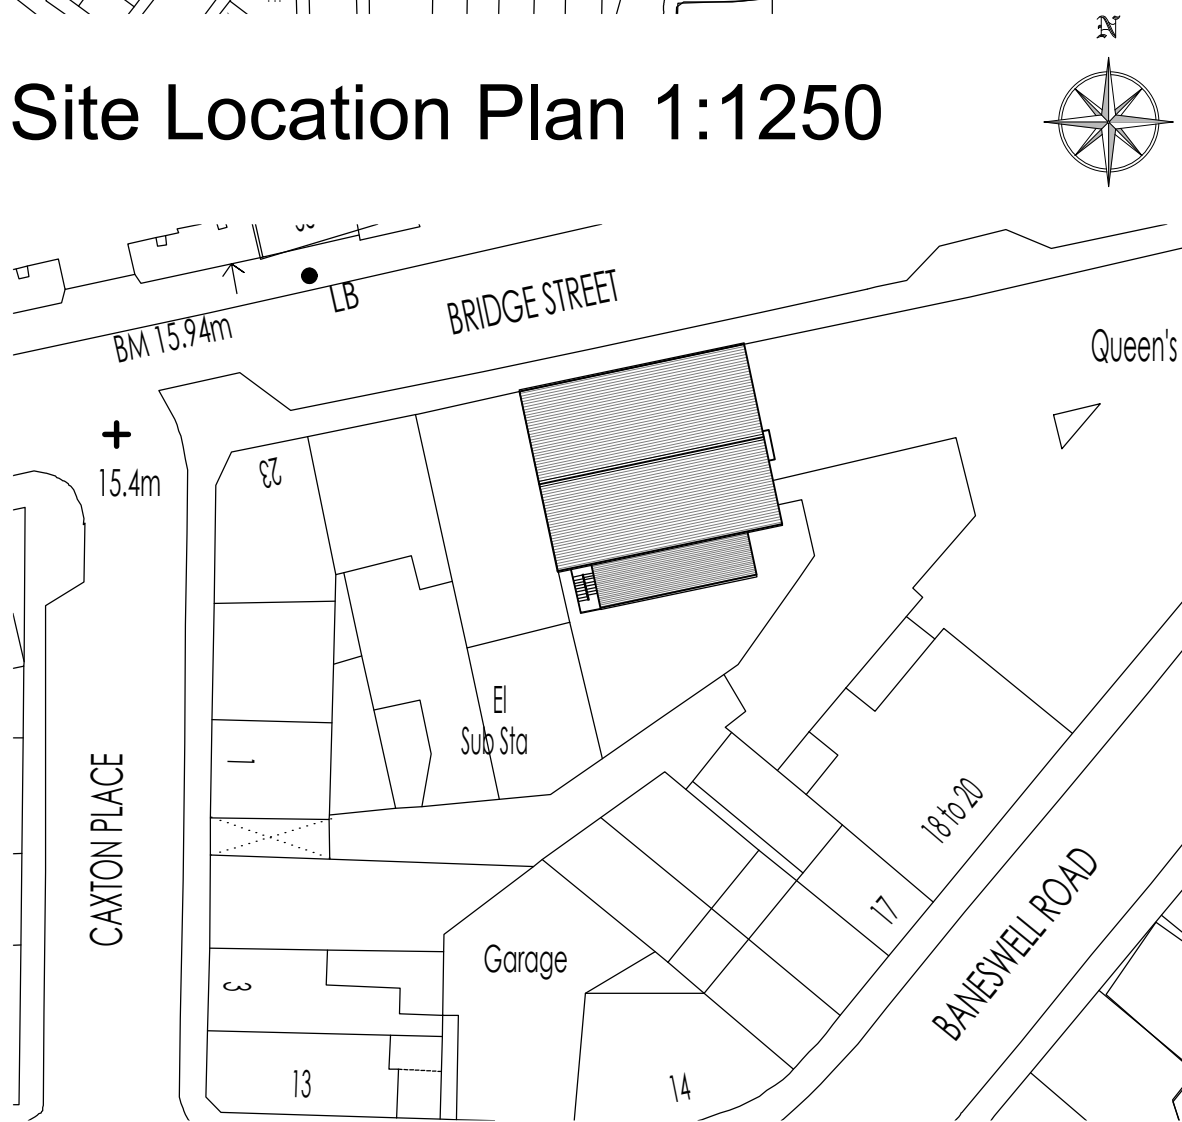 N
Site Location Plan 1:1250
BRIDGE STREET
LB
BM 15.94m
Queen's
15.4m
23
El
Sub Sta
1
CAXTON PLACE
18 to 20
17
BANESWELL ROAD
Garage
3
13
14